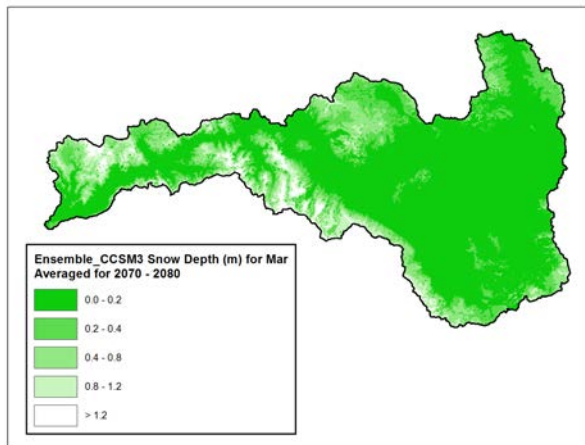 Ensemble_CCSM3 Snow Depth (m) for Mar
Averaged for 2070 - 2080
0.0 - 0.2
0.2 - 0.4
0.4 - 0.8
0.8 - 1.2
> 1.2